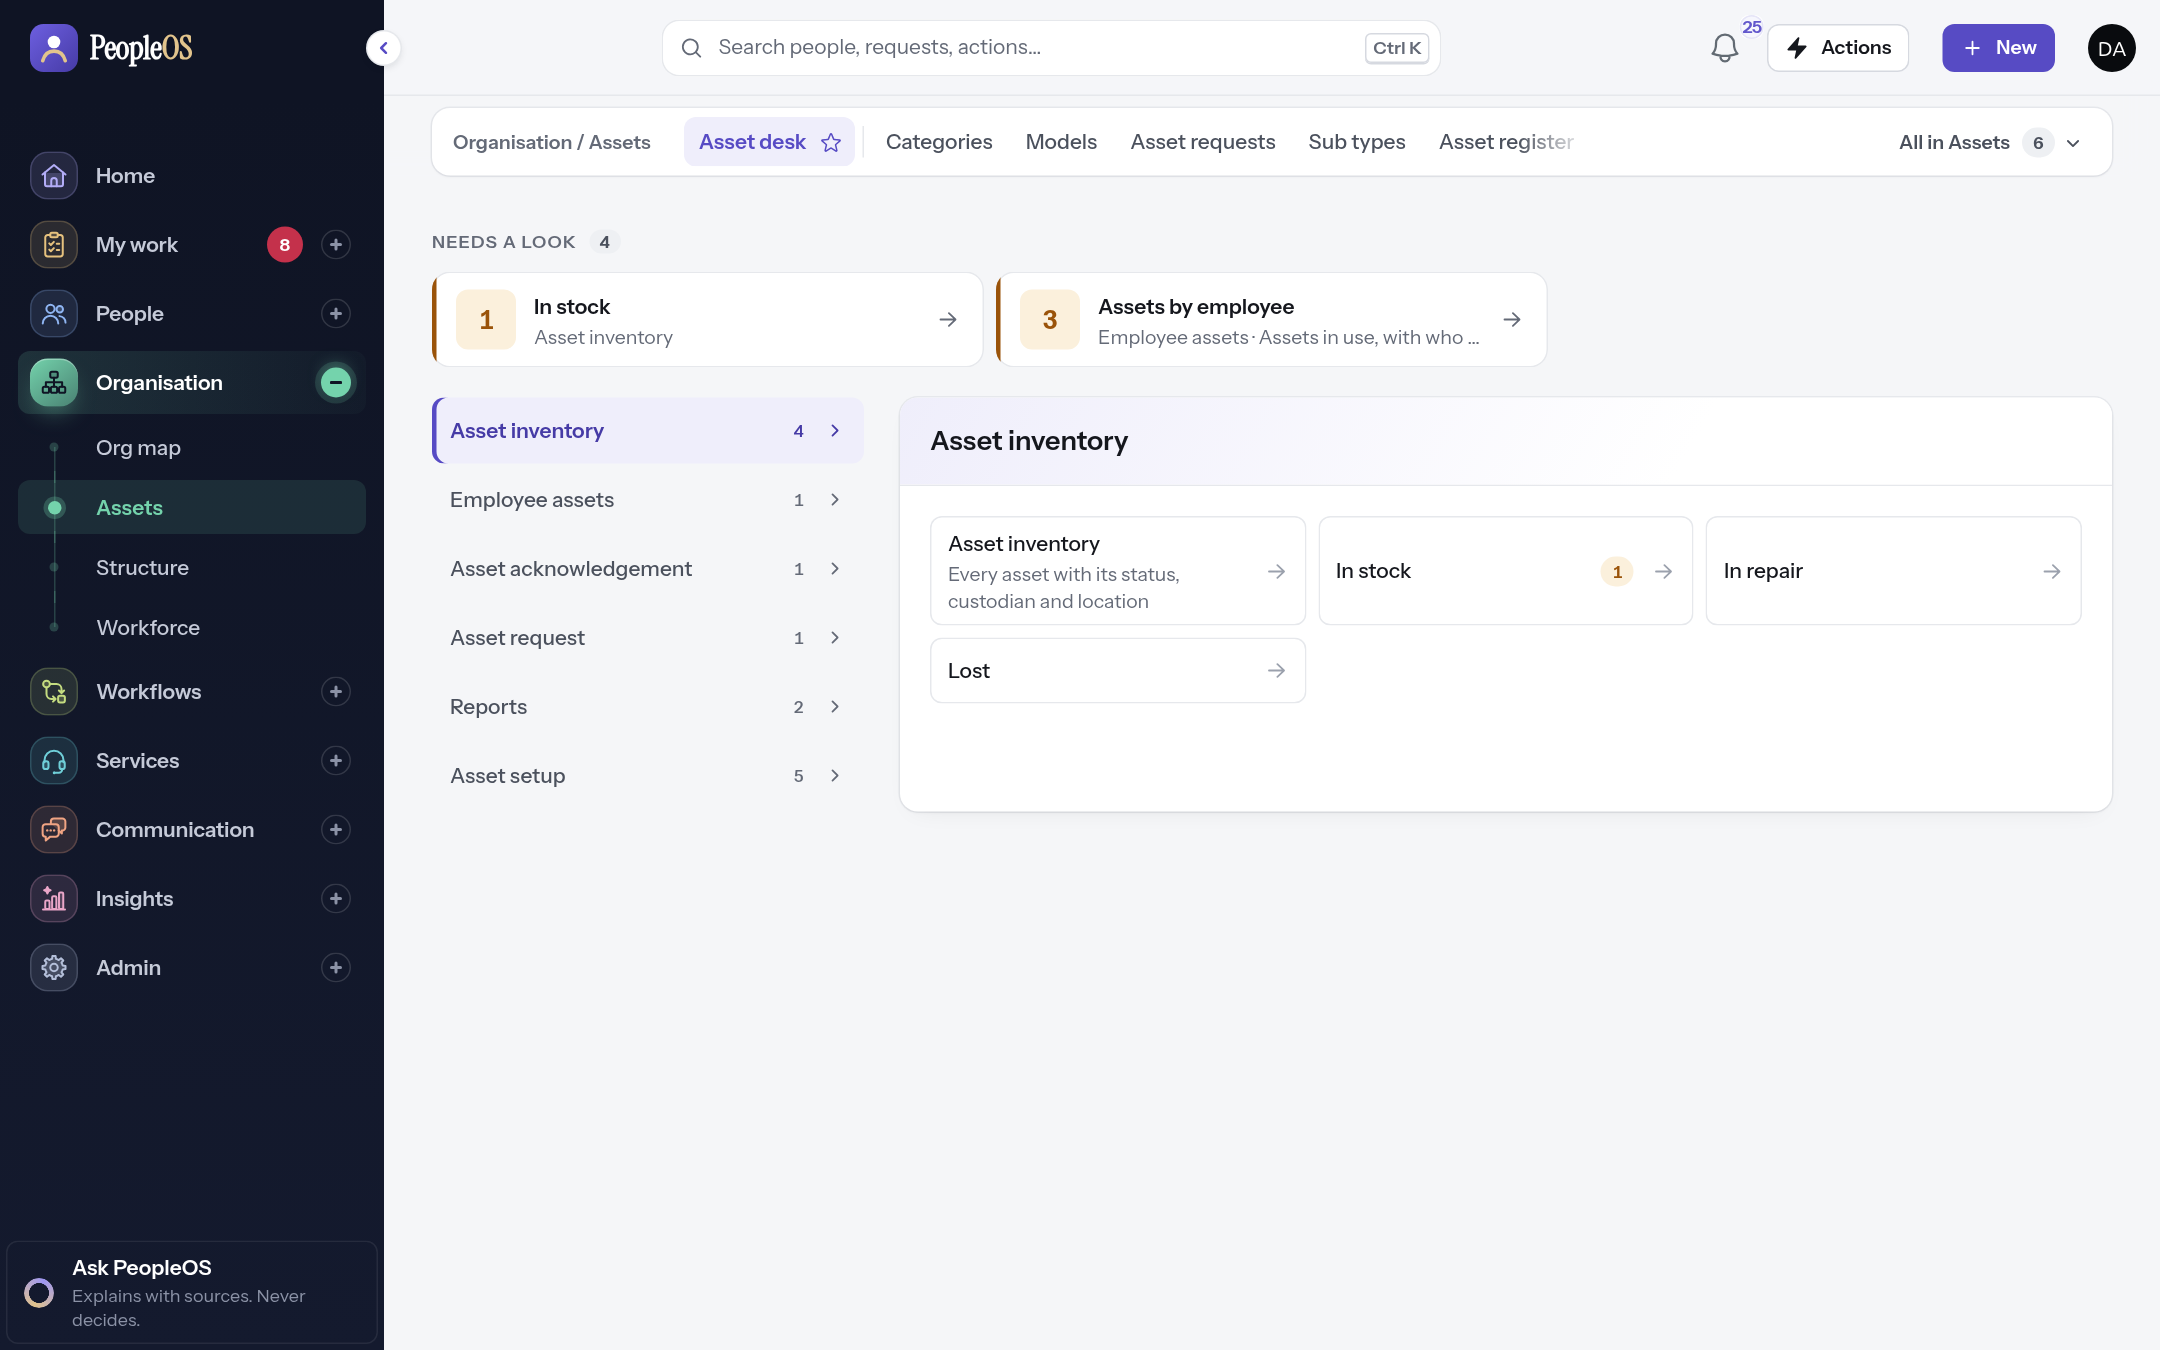 PeopleOS
Search people, requests, actions...
Ctrl K
25
Actions
New
DA
Home
My work
8
People
Organisation
Org map
Assets
Structure
Workforce
Workflows
Services
Communication
Insights
Admin
Ask PeopleOS
Explains with sources. Never
decides.
Organisation / Assets
Asset desk
Categories
Models
Asset requests
Sub types
Asset register
All in Assets
6
NEEDS A LOOK
4
1
In stock
Asset inventory
3
Assets by employee
Employee assets · Assets in use, with who ...
Asset inventory
4
Employee assets
1
Asset acknowledgement
1
Asset request
1
Reports
2
Asset setup
5
Asset inventory
Asset inventory
Every asset with its status,
custodian and location
In stock
1
In repair
Lost